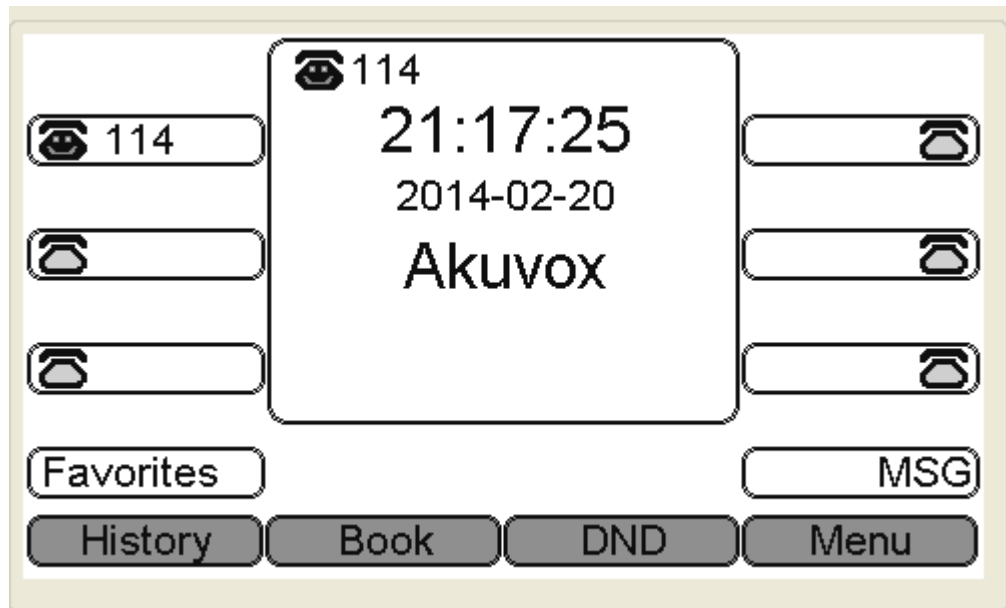 114
21:17:25
114
2014-02-20
Akuvox
Favorites
MSG
History Book DND Menu